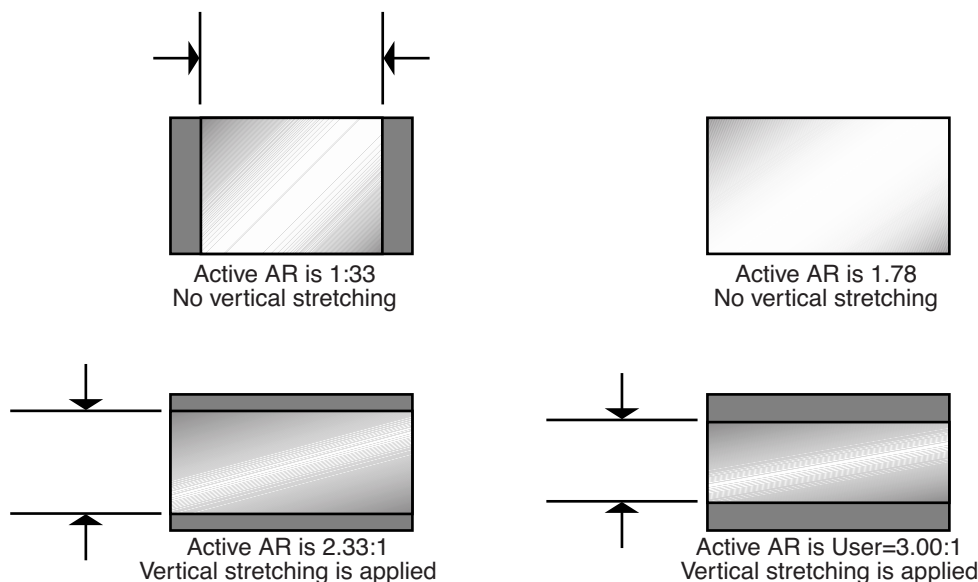 Active AR is 1:33
No vertical stretching
Active AR is 1.78
No vertical stretching
Active AR is 2.33:1
Vertical stretching is applied
Active AR is User=3.00:1
Vertical stretching is applied